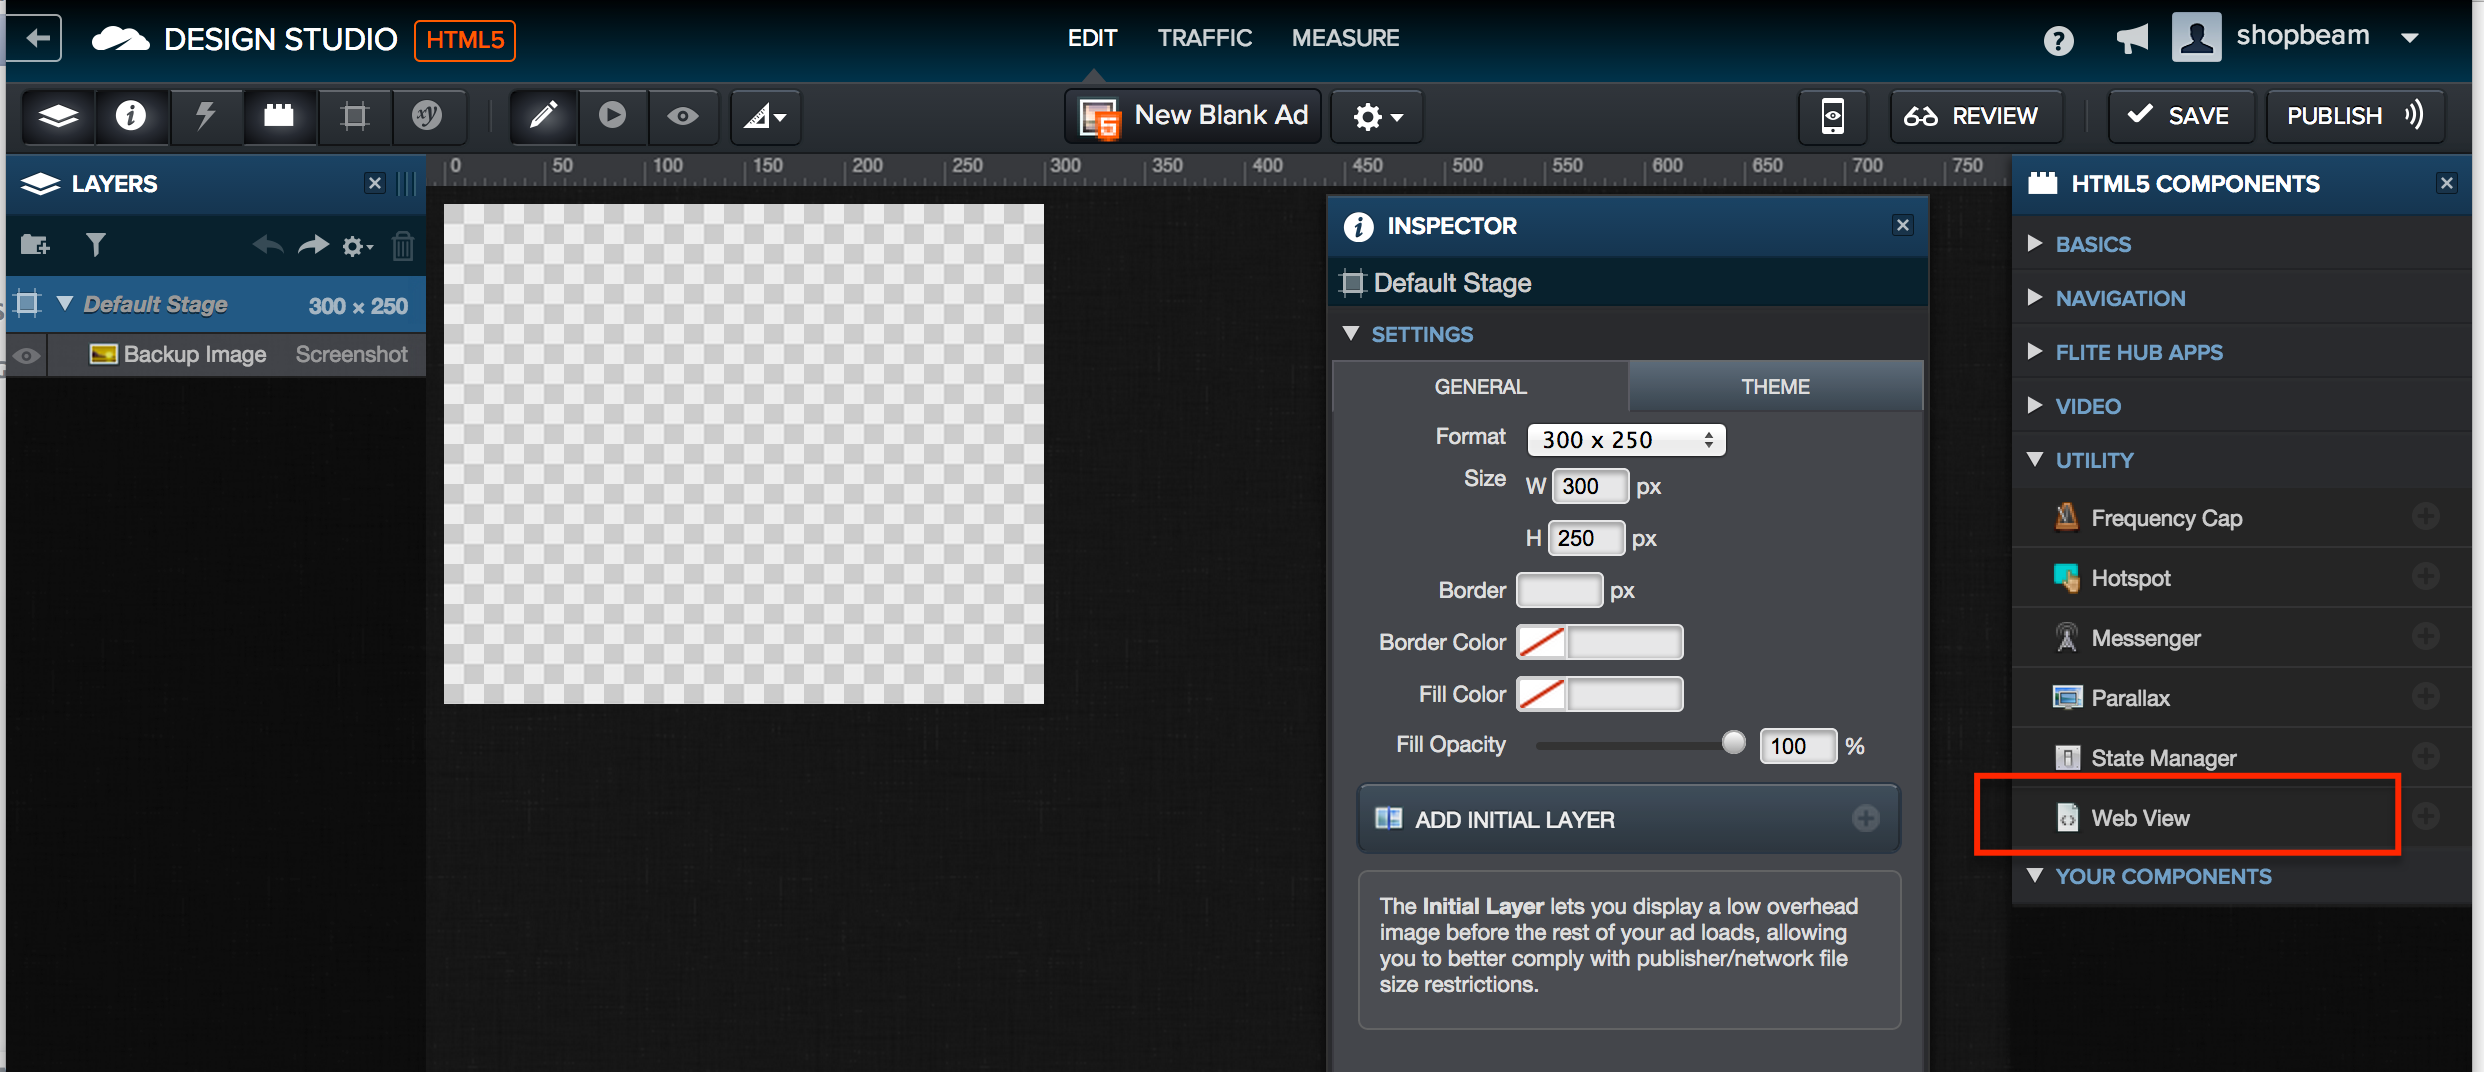 DESIGN STUDIO HTML5
EDIT TRAFFIC MEASURE
? shopbeam
i xy
5 New Blank Ad
REVIEW SAVE PUBLISH
LAYERS
0 50 100 150 200 250 300 350 400 450 500 550 600 650 700 750
Default Stage 300 × 250
Backup Image Screenshot
i INSPECTOR
Default Stage
SETTINGS
GENERAL THEME
Format 300 x 250
Size W 300 px
H 250 px
Border px
Border Color
Fill Color
Fill Opacity 100 %
ADD INITIAL LAYER
The Initial Layer lets you display a low overhead
image before the rest of your ad loads, allowing
you to better comply with publisher/network file
size restrictions.
HTML5 COMPONENTS
BASICS
NAVIGATION
FLITE HUB APPS
VIDEO
UTILITY
Frequency Cap
Hotspot
Messenger
Parallax
State Manager
Web View
YOUR COMPONENTS